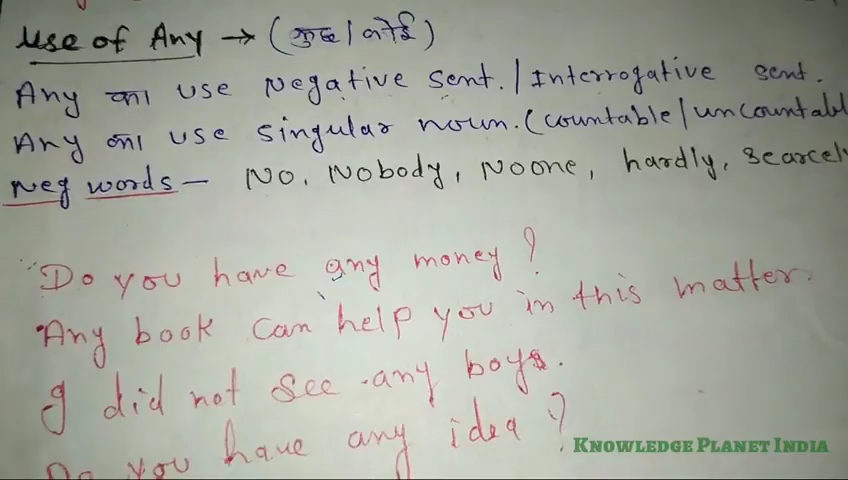 Use of Any → (कुछ / कोई)
Any का use Negative sent. / Interrogative sent.
Any का use singular noun. (countable / uncountabl
Neg words – No, Nobody, Noone, hardly, scarcely
Do you have any money?
Any book can help you in this matter.
I did not see any boys.
Do you have any idea?
KNOWLEDGE PLANET INDIA